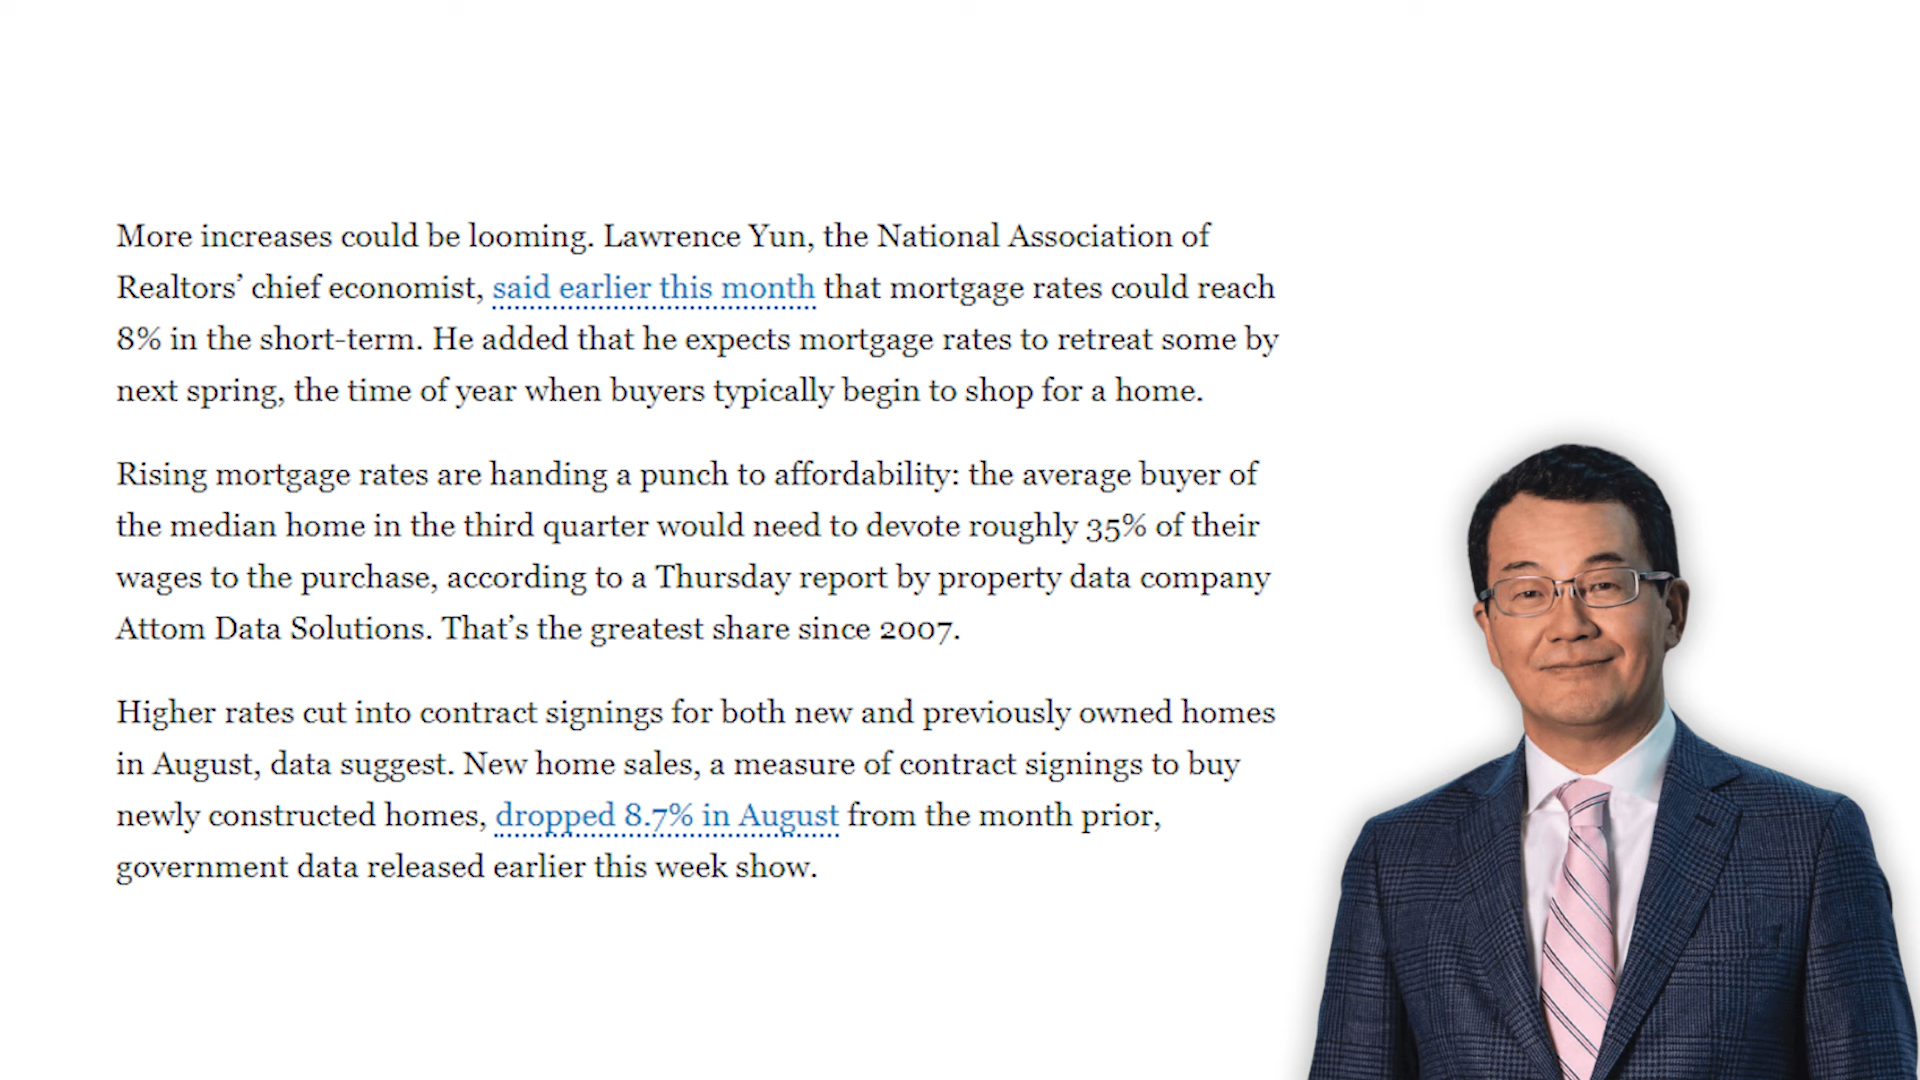 More increases could be looming. Lawrence Yun, the National Association of
Realtors’ chief economist, said earlier this month that mortgage rates could reach
8% in the short-term. He added that he expects mortgage rates to retreat some by
next spring, the time of year when buyers typically begin to shop for a home.
Rising mortgage rates are handing a punch to affordability: the average buyer of
the median home in the third quarter would need to devote roughly 35% of their
wages to the purchase, according to a Thursday report by property data company
Attom Data Solutions. That’s the greatest share since 2007.
Higher rates cut into contract signings for both new and previously owned homes
in August, data suggest. New home sales, a measure of contract signings to buy
newly constructed homes, dropped 8.7% in August from the month prior,
government data released earlier this week show.